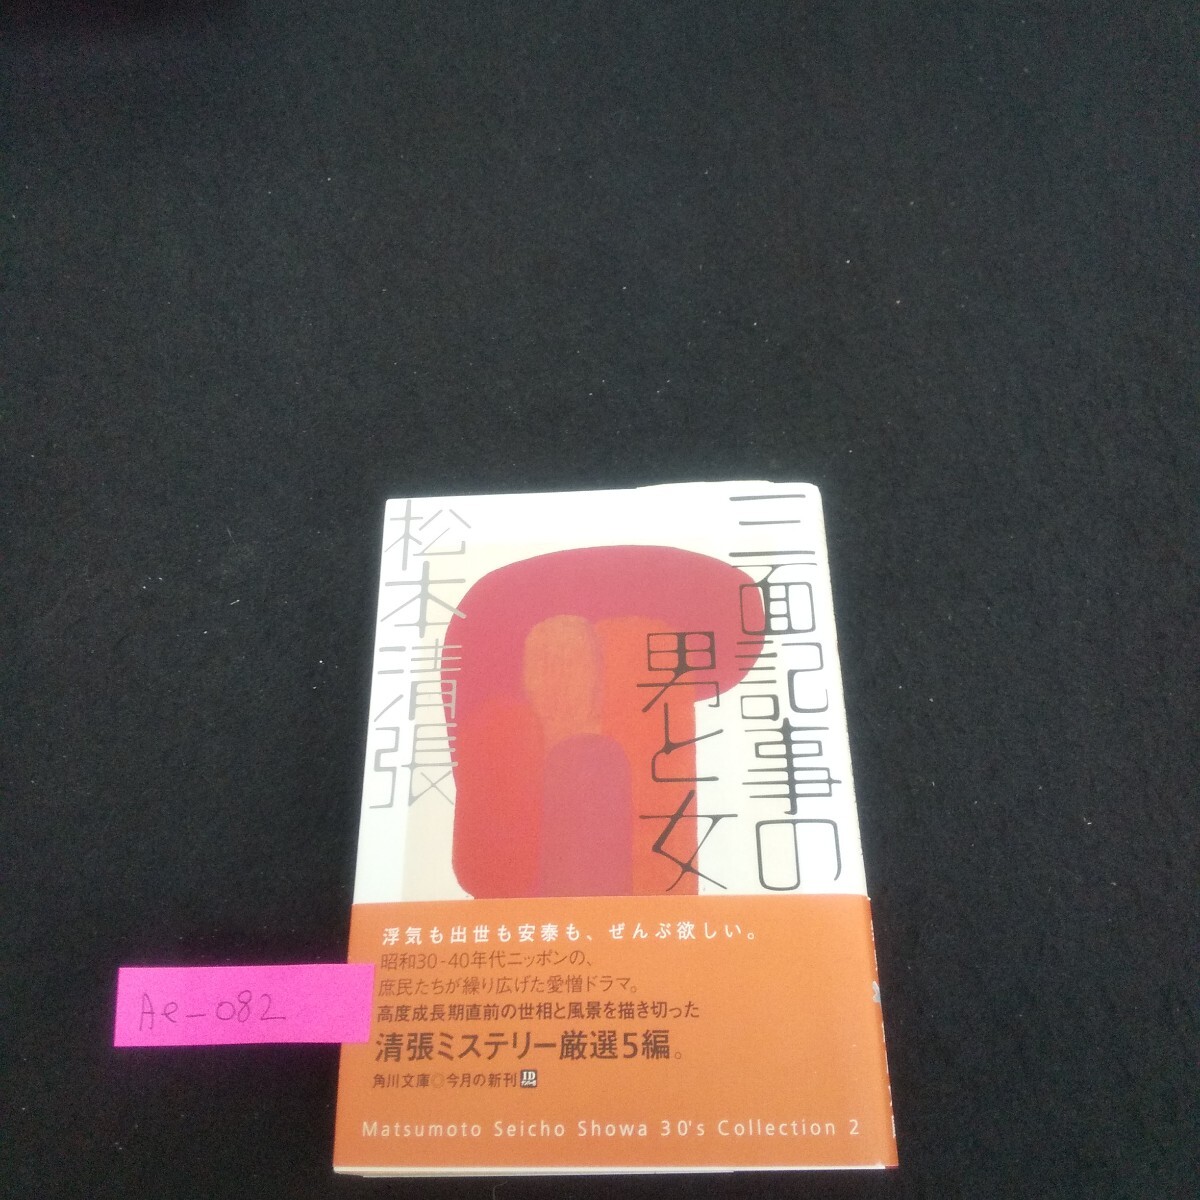 三面記事の
男と女
松本清張
浮気も出世も安泰も、ぜんぶ欲しい。
昭和30-40年代ニッポンの、
庶民たちが繰り広げた愛憎ドラマ。
高度成長期直前の世相と風景を描き切った
清張ミステリー厳選5編。
角川文庫◎今月の新刊
Matsumoto Seicho Showa 30's Collection 2
Ae-082